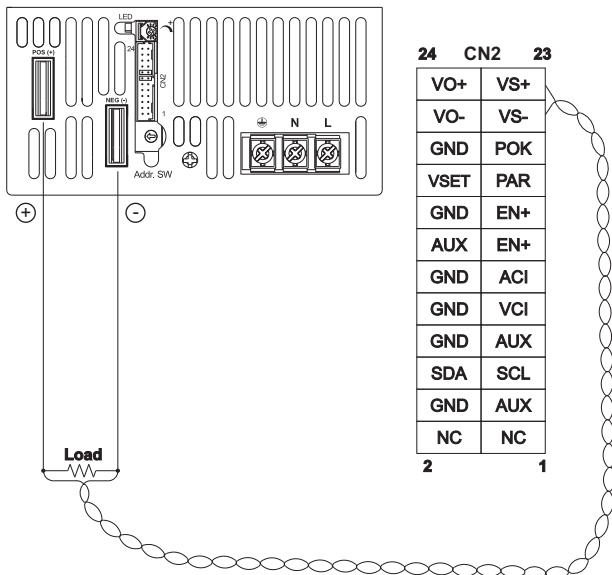 LED
+
POS (+)
24
CN2
NEG (-)
1
Addr. SW
N L
+ -
Load
24 CN2 23
VO+ VS+
VO- VS-
GND POK
VSET PAR
GND EN+
AUX EN+
GND ACI
GND VCI
GND AUX
SDA SCL
GND AUX
NC NC
2 1